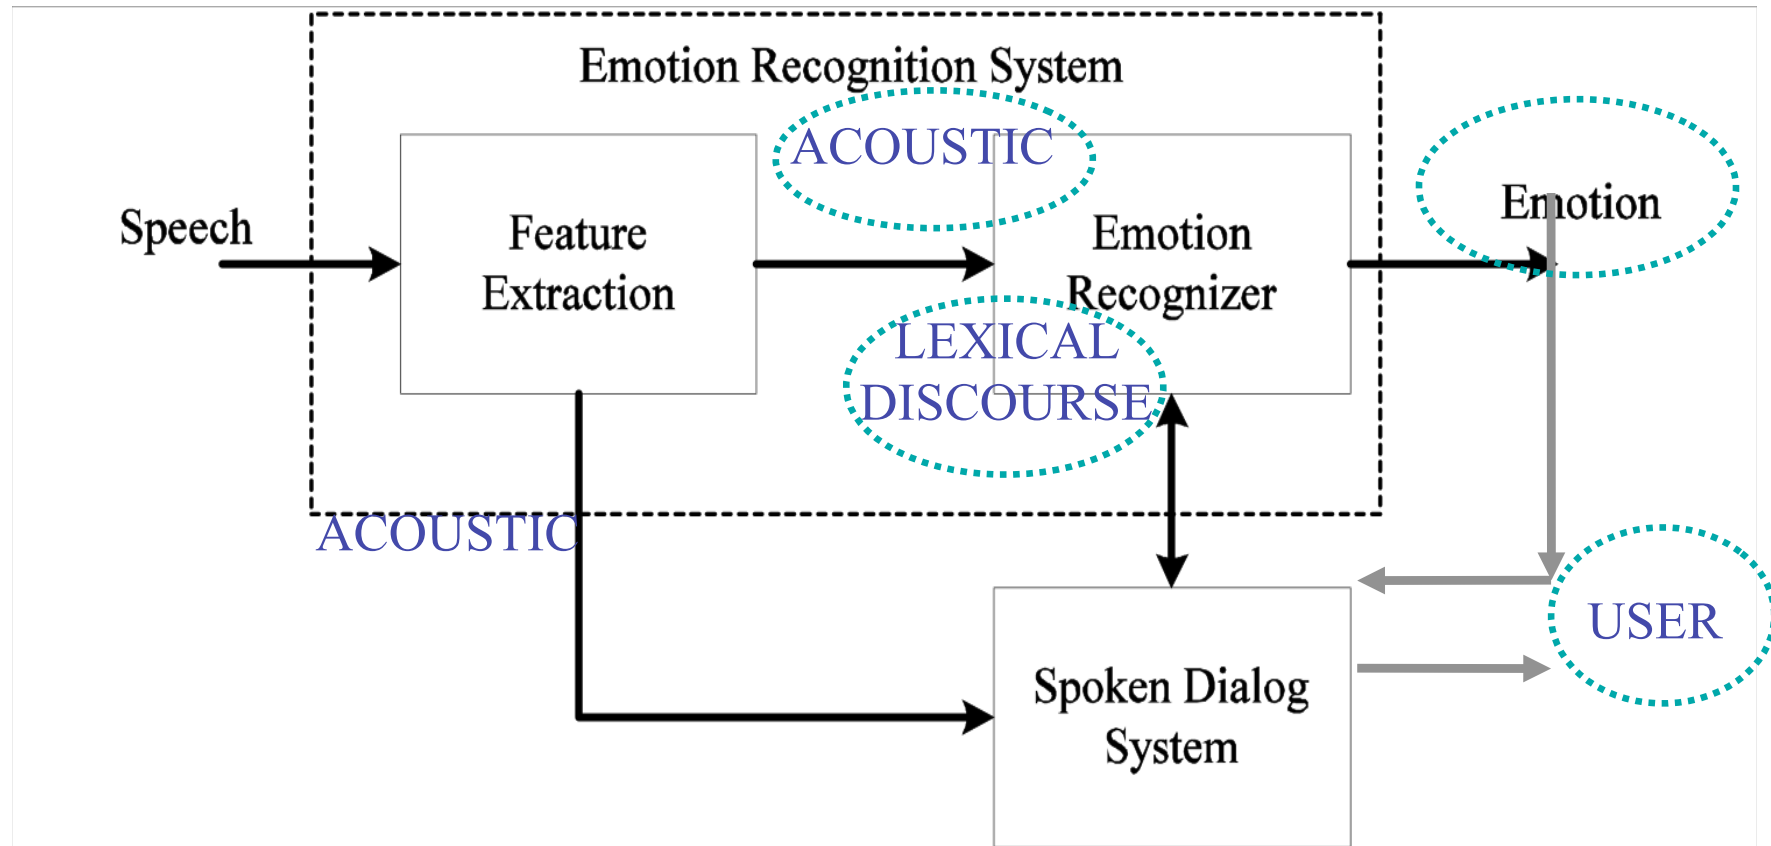 Emotion Recognition System
ACOUSTIC
Speech
Feature
Extraction
Emotion
Recognizer
Emotion
LEXICAL
DISCOURSE
ACOUSTIC
USER
Spoken Dialog
System